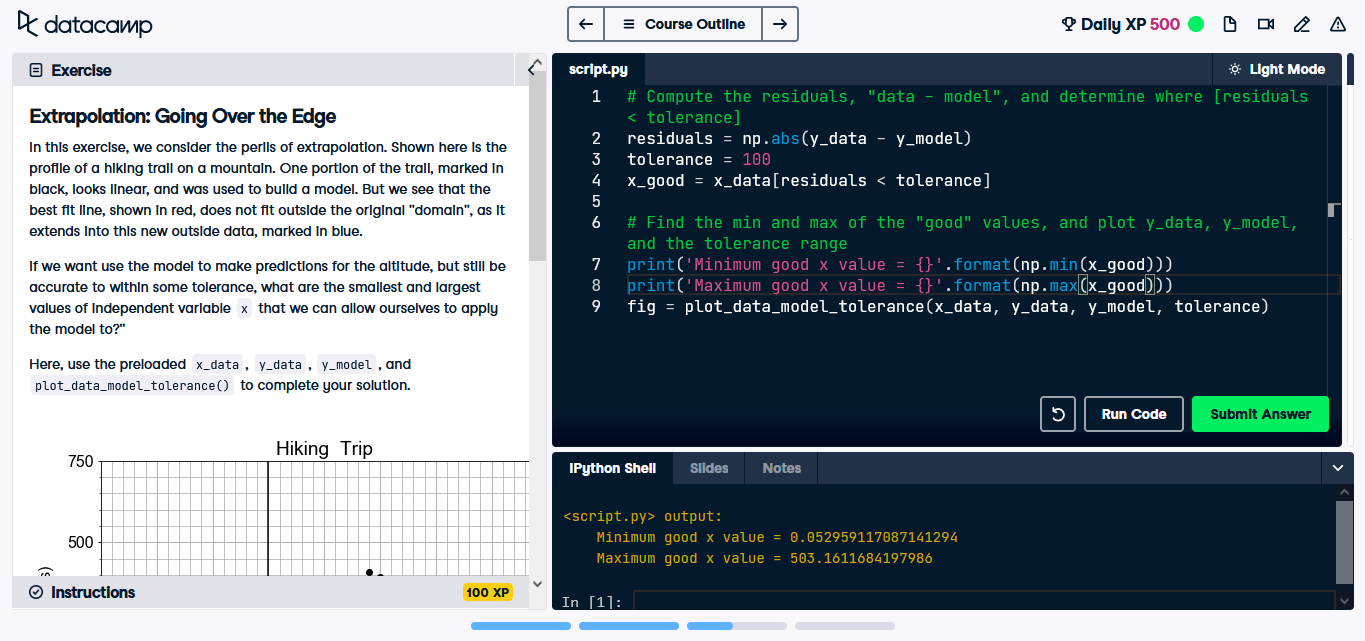 datacamp
Course Outline
Daily XP 500
Exercise
Extrapolation: Going Over the Edge
In this exercise, we consider the perils of extrapolation. Shown here is the
profile of a hiking trail on a mountain. One portion of the trail, marked in
black, looks linear, and was used to build a model. But we see that the
best fit line, shown in red, does not fit outside the original "domain", as it
extends into this new outside data, marked in blue.
If we want use the model to make predictions for the altitude, but still be
accurate to within some tolerance, what are the smallest and largest
values of independent variable x that we can allow ourselves to apply
the model to?"
Here, use the preloaded x_data, y_data, y_model, and
plot_data_model_tolerance() to complete your solution.
Hiking Trip
750
500
Instructions
100 XP
script.py
Light Mode
1 # Compute the residuals, "data - model", and determine where [residuals
< tolerance]
2 residuals = np.abs(y_data - y_model)
3 tolerance = 100
4 x_good = x_data[residuals < tolerance]
5
6 # Find the min and max of the "good" values, and plot y_data, y_model,
and the tolerance range
7 print('Minimum good x value = {}'.format(np.min(x_good)))
8 print('Maximum good x value = {}'.format(np.max(x_good)))
9 fig = plot_data_model_tolerance(x_data, y_data, y_model, tolerance)
Run Code
Submit Answer
IPython Shell
Slides
Notes
<script.py> output:
Minimum good x value = 0.052959117087141294
Maximum good x value = 503.1611684197986
In [1]: